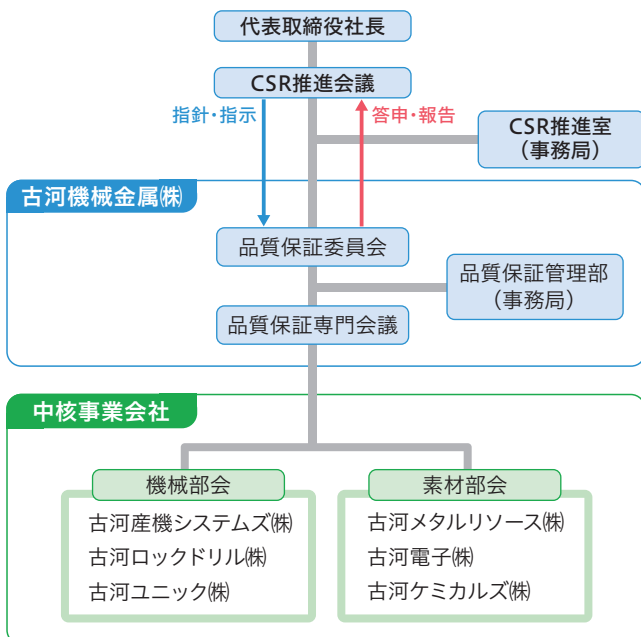 代表取締役社長
CSR推進会議
指針・指示
答申・報告
CSR推進室
（事務局）
古河機械金属㈱
品質保証委員会
品質保証管理部
（事務局）
品質保証専門会議
中核事業会社
機械部会
古河産機システムズ㈱
古河ロックドリル㈱
古河ユニック㈱
素材部会
古河メタルリソース㈱
古河電子㈱
古河ケミカルズ㈱